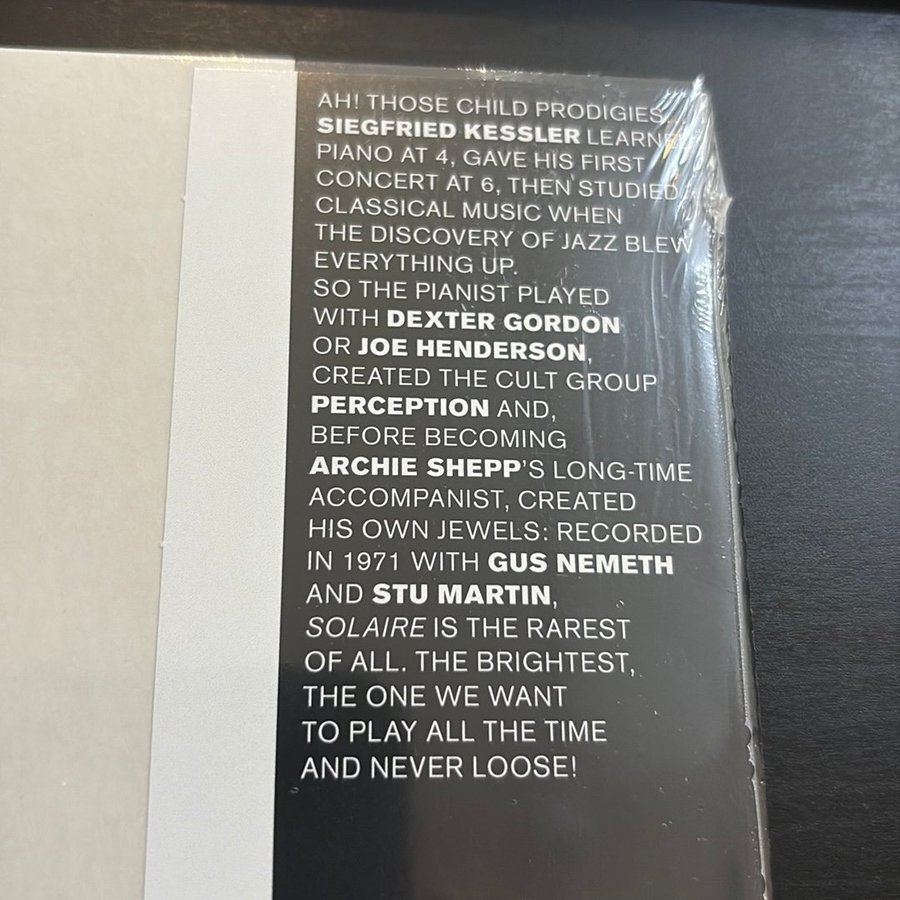 AH! THOSE CHILD PRODIGIES,
SIEGFRIED KESSLER LEARNED
PIANO AT 4, GAVE HIS FIRST
CONCERT AT 6, THEN STUDIED
CLASSICAL MUSIC WHEN
THE DISCOVERY OF JAZZ BLEW
EVERYTHING UP.
SO THE PIANIST PLAYED
WITH DEXTER GORDON
OR JOE HENDERSON,
CREATED THE CULT GROUP
PERCEPTION AND,
BEFORE BECOMING
ARCHIE SHEPP'S LONG-TIME
ACCOMPANIST, CREATED
HIS OWN JEWELS: RECORDED
IN 1971 WITH GUS NEMETH
AND STU MARTIN,
SOLAIRE IS THE RAREST
OF ALL. THE BRIGHTEST,
THE ONE WE WANT
TO PLAY ALL THE TIME
AND NEVER LOOSE!